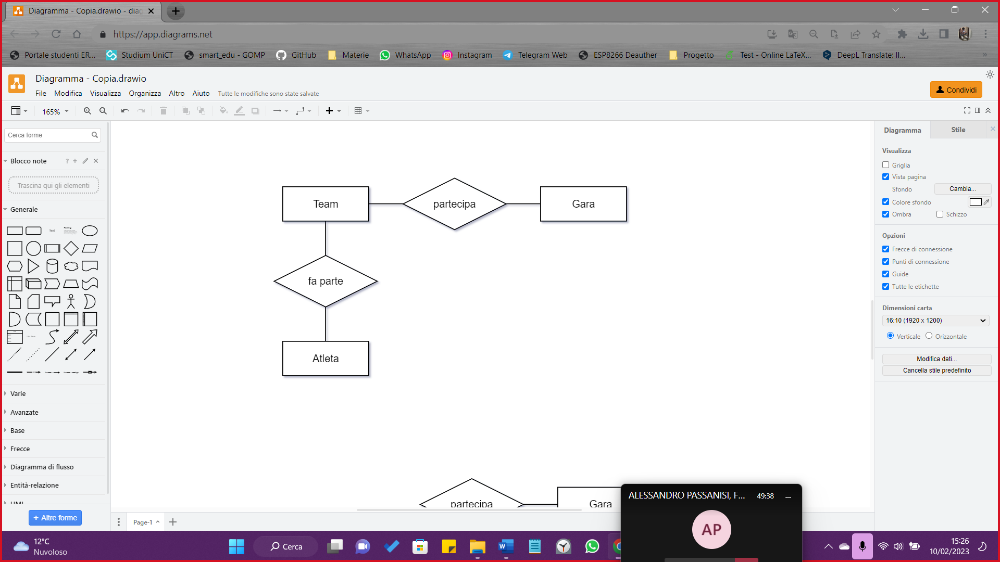 Diagramma - Copia.drawio - diag
https://app.diagrams.net
Portale studenti ER... Studium UniCT smart_edu - GOMP GitHub Materie WhatsApp Instagram Telegram Web ESP8266 Deauther Progetto Test - Online LaTeX... DeepL Translate: Il...
Diagramma - Copia.drawio
File Modifica Visualizza Organizza Altro Aiuto Tutte le modifiche sono state salvate
Condividi
165%
Cerca forme
Blocco note
Trascina qui gli elementi
Generale
Text
Heading
Varie
Avanzate
Base
Frecce
Diagramma di flusso
Entità-relazione
UML
+ Altre forme
Team
partecipa
Gara
fa parte
Atleta
partecipa
Gara
Page-1
Diagramma Stile
Visualizza
Griglia
Vista pagina
Sfondo Cambia...
Colore sfondo
Ombra Schizzo
Opzioni
Frecce di connessione
Punti di connessione
Guide
Tutte le etichette
Dimensioni carta
16:10 (1920 x 1200)
Verticale Orizzontale
Modifica dati...
Cancella stile predefinito
ALESSANDRO PASSANISI, F... 49:38
AP
12°C
Nuvoloso
Cerca
15:26
10/02/2023